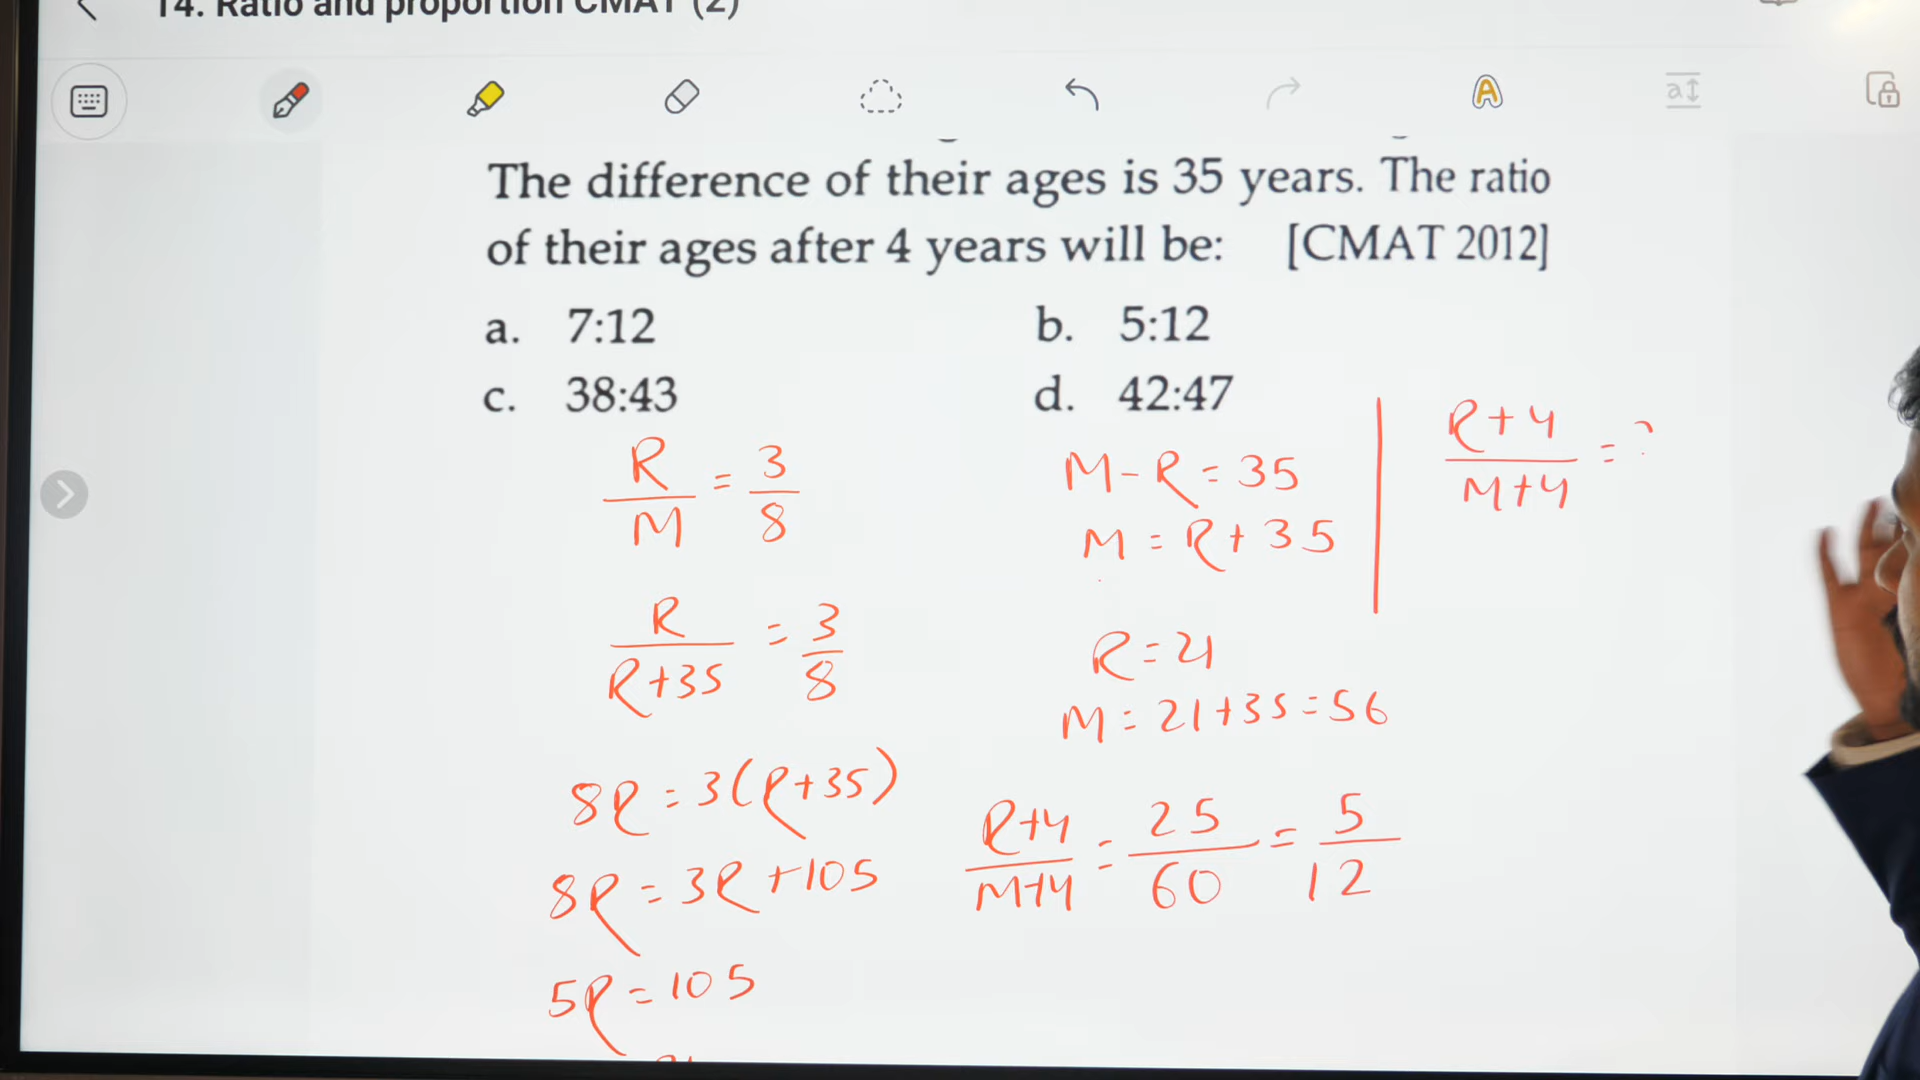 14. Ratio and proportion CMAT (2)
The difference of their ages is 35 years. The ratio
of their ages after 4 years will be: [CMAT 2012]
a. 7:12
b. 5:12
c. 38:43
d. 42:47
R/M = 3/8
M - R = 35
M = R + 35
R+4/M+4 = ?
R/R+35 = 3/8
R = 21
M = 21+35 = 56
8R = 3(R+35)
8R = 3R +105
5R = 105
R+4/M+4 = 25/60 = 5/12